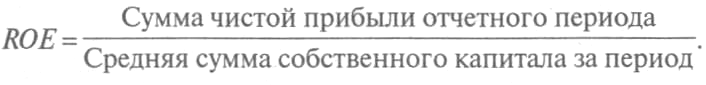 Сумма чистой прибыли отчетного периода
ROE =
Средняя сумма собственного капитала за период.